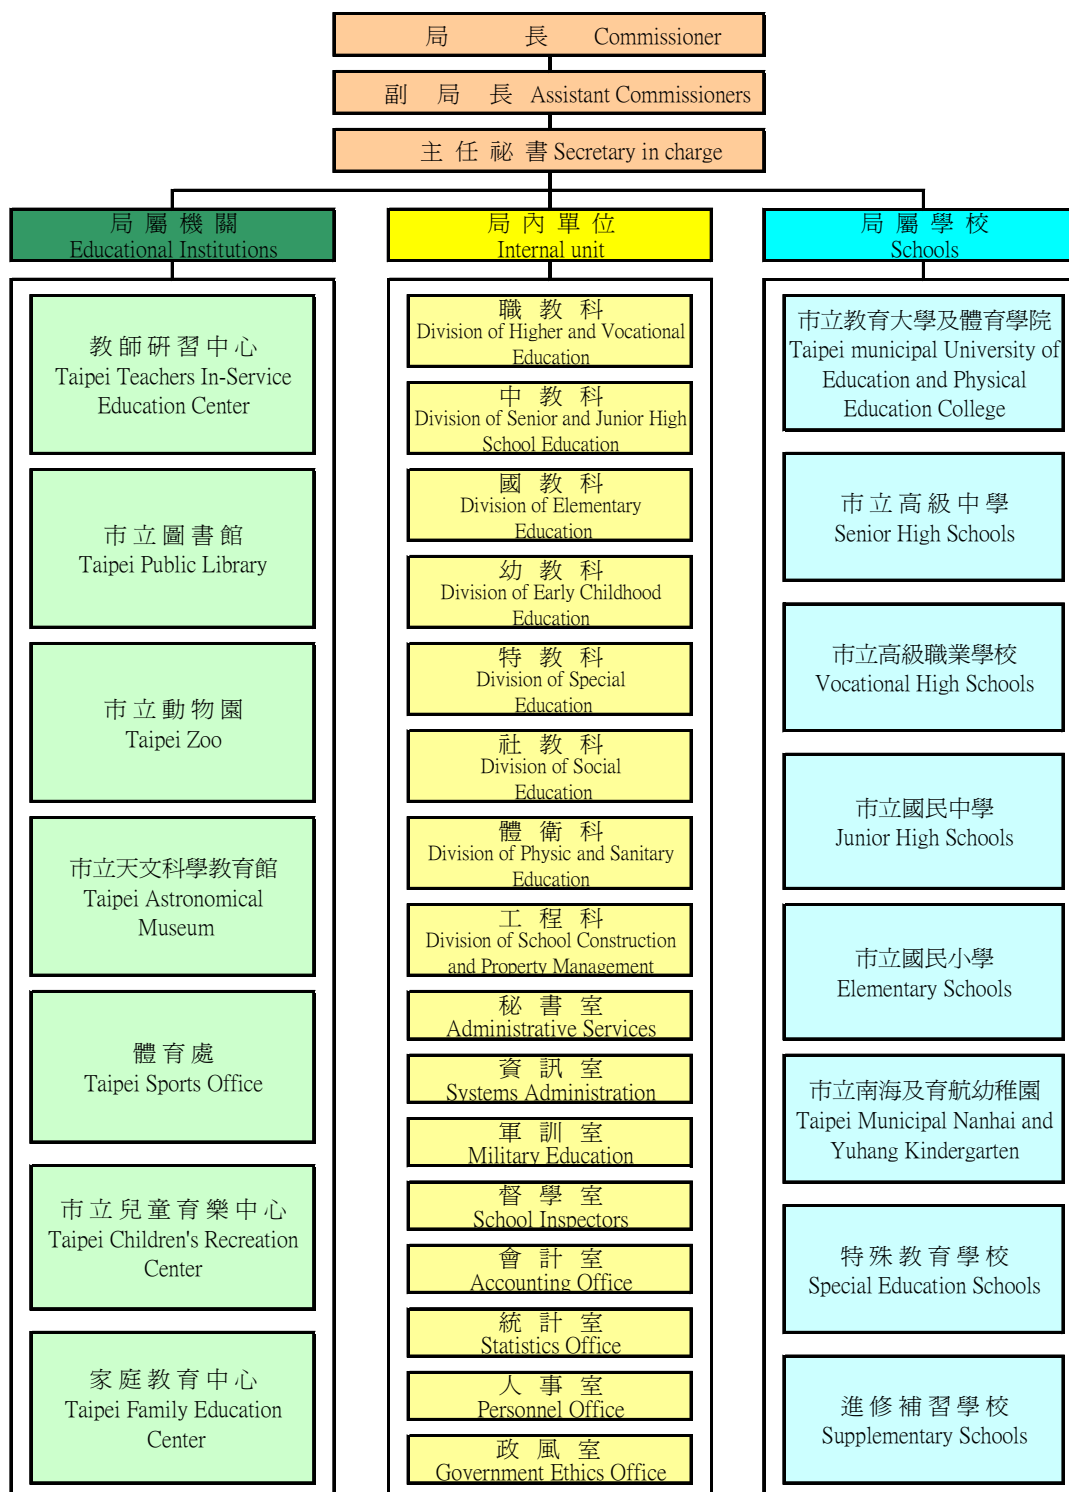 局 長 Commissioner
副 局 長 Assistant Commissioners
主 任 祕 書 Secretary in charge
局 屬 機 關
Educational Institutions
教 師 研 習 中 心
Taipei Teachers In-Service
Education Center
市 立 圖 書 館
Taipei Public Library
市 立 動 物 園
Taipei Zoo
市立天文科學教育館
Taipei Astronomical
Museum
體 育 處
Taipei Sports Office
市 立 兒 童 育 樂 中 心
Taipei Children's Recreation
Center
家 庭 教 育 中 心
Taipei Family Education
Center
局 內 單 位
Internal unit
職 教 科
Division of Higher and Vocational
Education
中 教 科
Division of Senior and Junior High
School Education
國 教 科
Division of Elementary
Education
幼 教 科
Division of Early Childhood
Education
特 教 科
Division of Special
Education
社 教 科
Division of Social
Education
體 衛 科
Division of Physic and Sanitary
Education
工 程 科
Division of School Construction
and Property Management
秘 書 室
Administrative Services
資 訊 室
Systems Administration
軍 訓 室
Military Education
督 學 室
School Inspectors
會 計 室
Accounting Office
統 計 室
Statistics Office
人 事 室
Personnel Office
政 風 室
Government Ethics Office
局 屬 學 校
Schools
市立教育大學及體育學院
Taipei municipal University of
Education and Physical
Education College
市 立 高 級 中 學
Senior High Schools
市立高級職業學校
Vocational High Schools
市立國民中學
Junior High Schools
市立國民小學
Elementary Schools
市立南海及育航幼稚園
Taipei Municipal Nanhai and
Yuhang Kindergarten
特 殊 教 育 學 校
Special Education Schools
進 修 補 習 學 校
Supplementary Schools